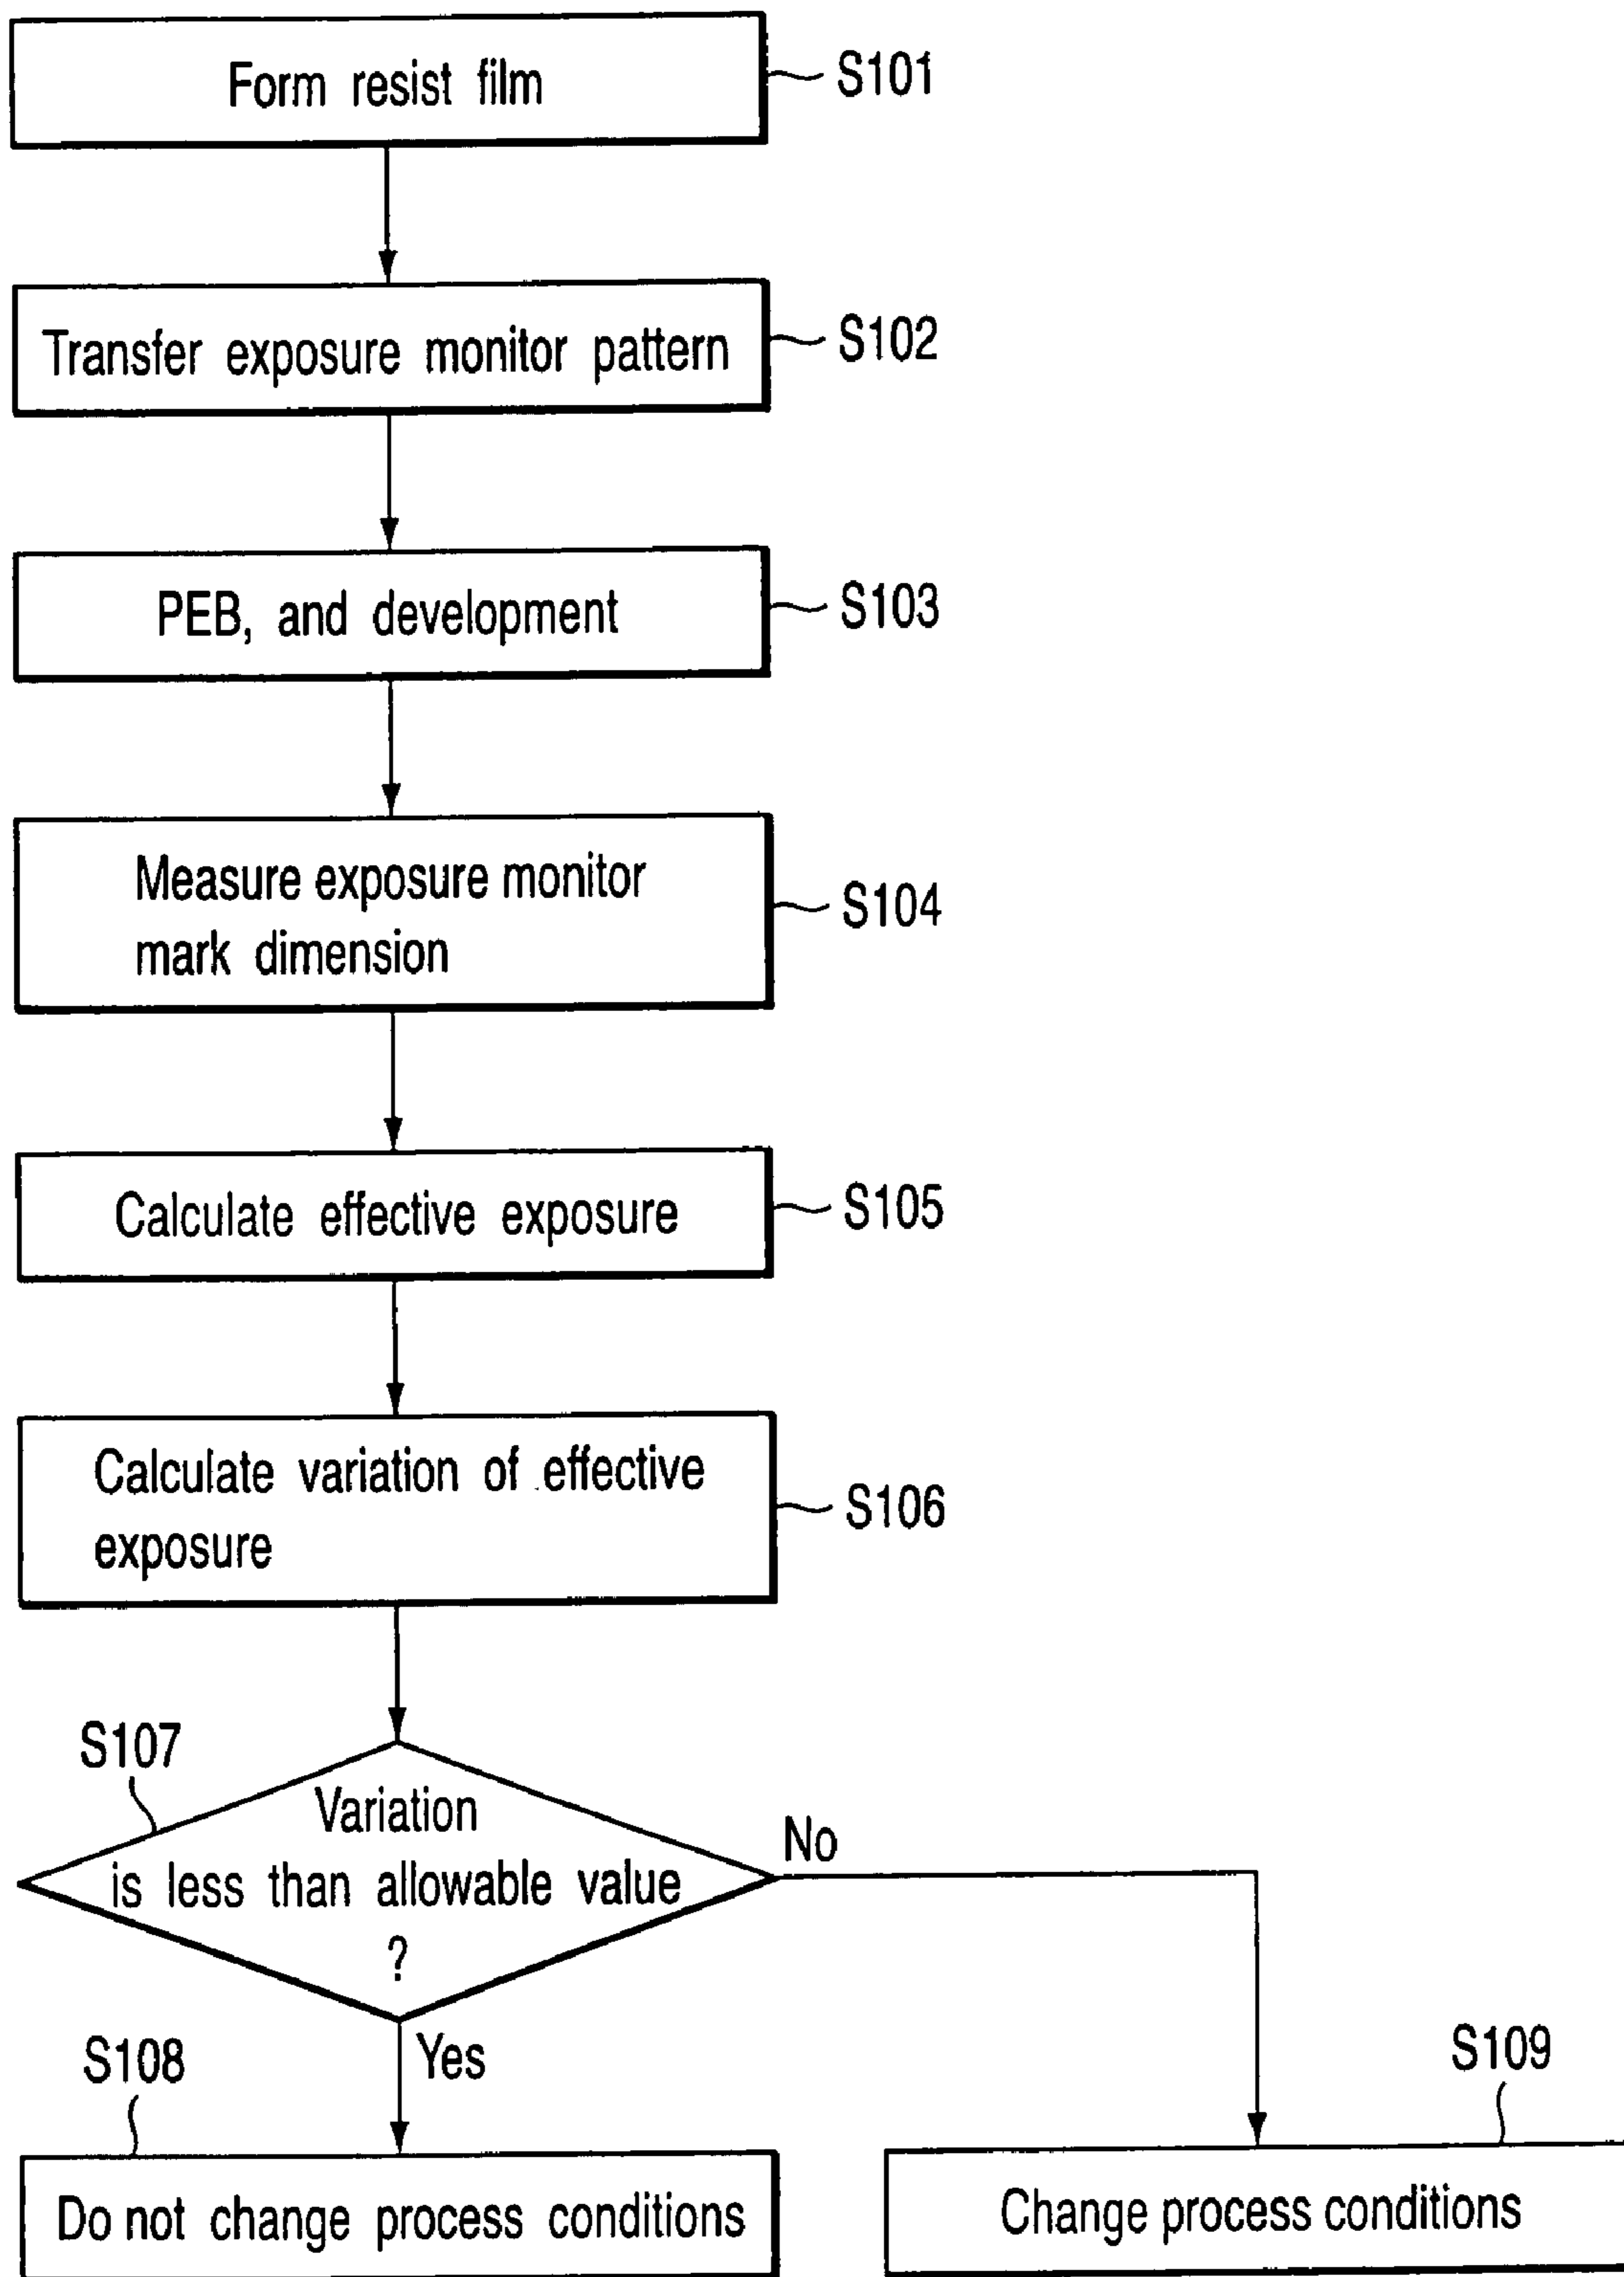 Form resist film
S101
Transfer exposure monitor pattern
S102
PEB, and development
S103
Measure exposure monitor
mark dimension
S104
Calculate effective exposure
S105
Calculate variation of effective
exposure
S106
S107
Variation
is less than allowable value
?
No
Yes
S108
Do not change process conditions
S109
Change process conditions